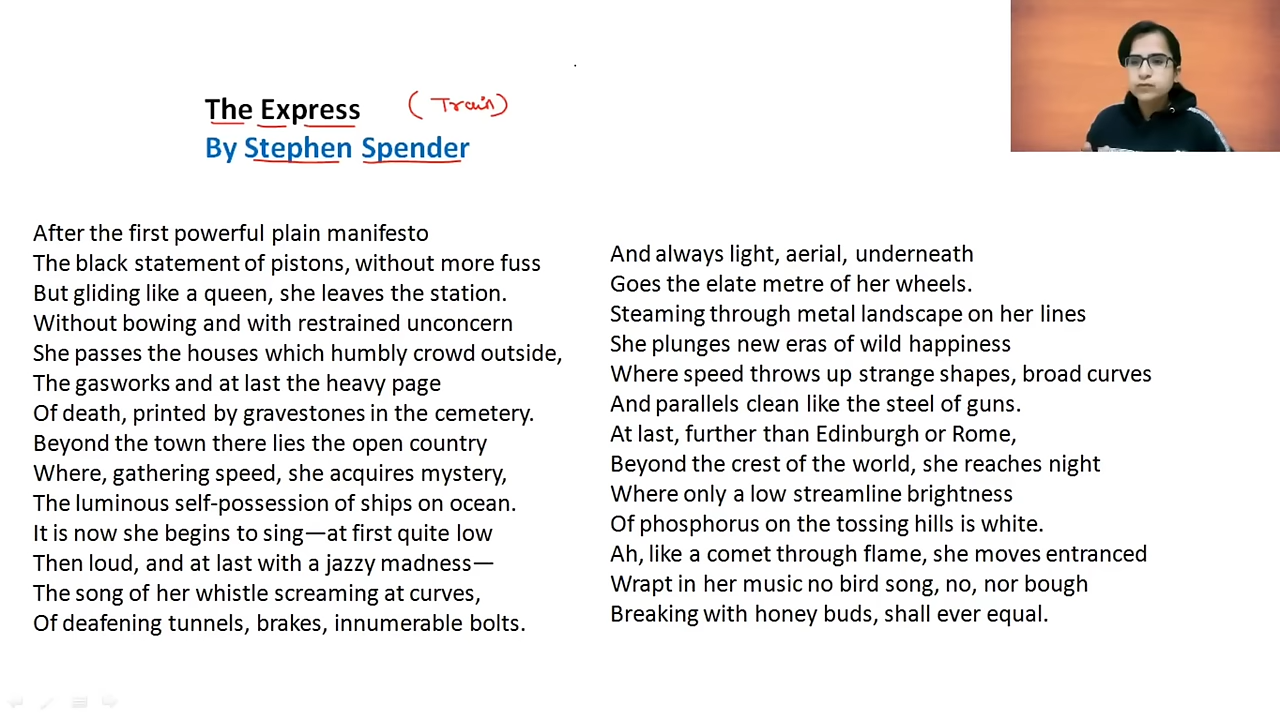 The Express (Train)
By Stephen Spender
After the first powerful plain manifesto
The black statement of pistons, without more fuss
But gliding like a queen, she leaves the station.
Without bowing and with restrained unconcern
She passes the houses which humbly crowd outside,
The gasworks and at last the heavy page
Of death, printed by gravestones in the cemetery.
Beyond the town there lies the open country
Where, gathering speed, she acquires mystery,
The luminous self-possession of ships on ocean.
It is now she begins to sing—at first quite low
Then loud, and at last with a jazzy madness—
The song of her whistle screaming at curves,
Of deafening tunnels, brakes, innumerable bolts.
And always light, aerial, underneath
Goes the elate metre of her wheels.
Steaming through metal landscape on her lines
She plunges new eras of wild happiness
Where speed throws up strange shapes, broad curves
And parallels clean like the steel of guns.
At last, further than Edinburgh or Rome,
Beyond the crest of the world, she reaches night
Where only a low streamline brightness
Of phosphorus on the tossing hills is white.
Ah, like a comet through flame, she moves entranced
Wrapt in her music no bird song, no, nor bough
Breaking with honey buds, shall ever equal.